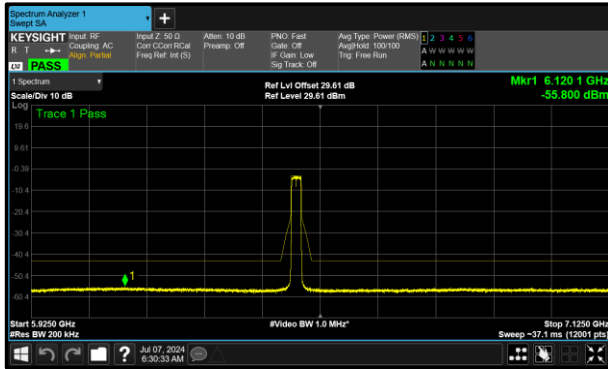 Spectrum Analyzer 1
Swept SA
KEYSIGHT Input: RF Input Z: 50 Ω Atten: 10 dB PNO: Fast Avg Type: Power (RMS) 1 2 3 4 5 6
R T Coupling: AC Corr CCorr RCal Preamp: Off Gate: Off Avg|Hold: 100/100 A W W W W W
Align: Partial Freq Ref: Int (S) IF Gain: Low Trig: Free Run
LXI PASS Sig Track: Off A N N N N N
1 Spectrum Ref Lvl Offset 29.61 dB Mkr1 6.120 1 GHz
Scale/Div 10 dB Ref Level 29.61 dBm -55.800 dBm
Log Trace 1 Pass
19.6
9.61
-0.39
-10.4
-20.4
-30.4
-40.4
-50.4
1
-60.4
Start 5.9250 GHz #Video BW 1.0 MHz* Stop 7.1250 GHz
#Res BW 200 kHz Sweep ~37.1 ms (12001 pts)
? Jul 07, 2024
6:30:33 AM